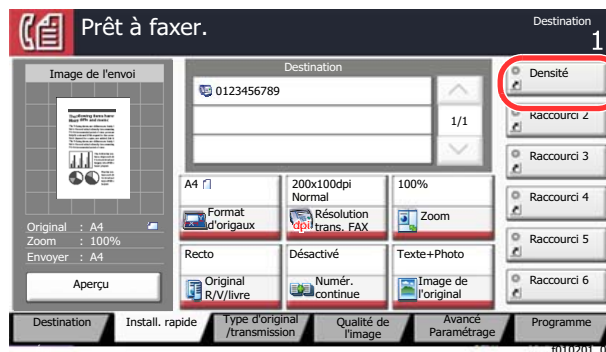 Prêt à faxer.
Destination
1
Image de l'envoi
Original : A4
Zoom : 100%
Envoyer : A4
Aperçu
Destination
0123456789
1/1
A4
Format
d'origaux
200x100dpi
Normal
dpi
Résolution
trans. FAX
100%
Zoom
Recto
Original
R/V/livre
Désactivé
Numér.
continue
Texte+Photo
Image de
l'original
Densité
Raccourci 2
Raccourci 3
Raccourci 4
Raccourci 5
Raccourci 6
Destination
Install. rapide
Type d'original
/transmission
Qualité de
l'image
Avancé
Paramétrage
Programme